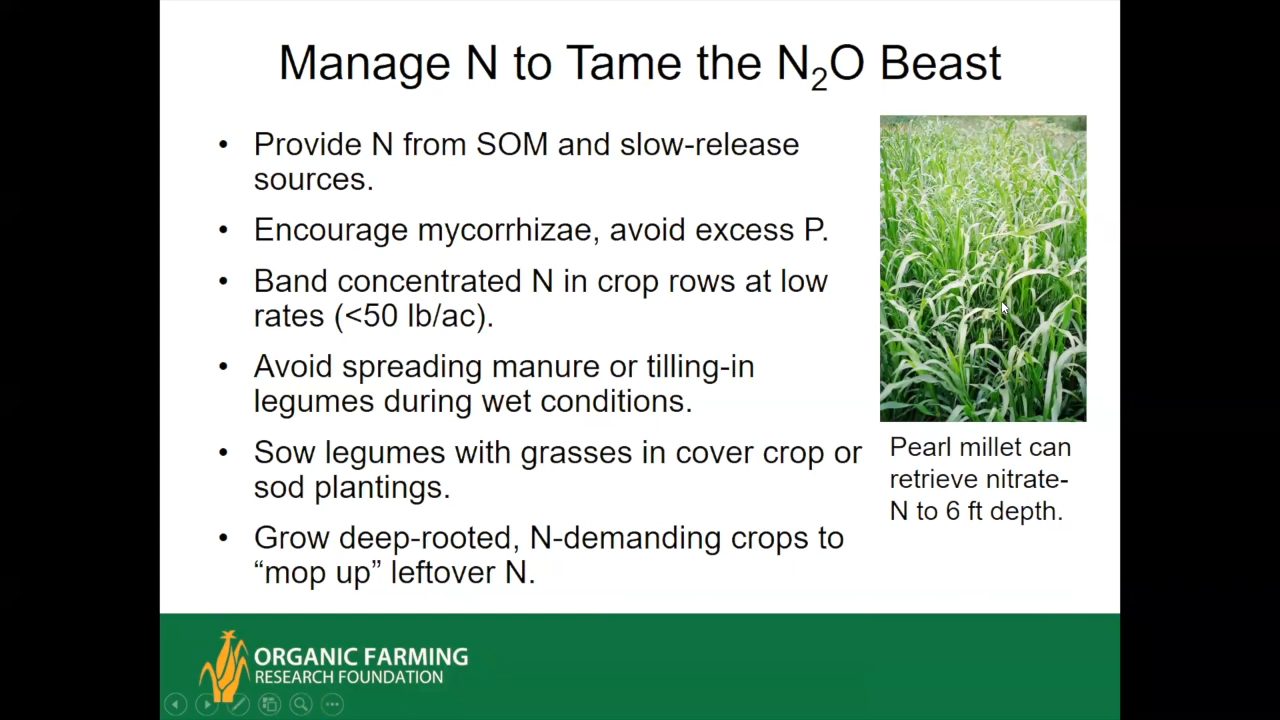 Manage N to Tame the N₂O Beast
• Provide N from SOM and slow-release
sources.
• Encourage mycorrhizae, avoid excess P.
• Band concentrated N in crop rows at low
rates (<50 lb/ac).
• Avoid spreading manure or tilling-in
legumes during wet conditions.
• Sow legumes with grasses in cover crop or
sod plantings.
• Grow deep-rooted, N-demanding crops to
“mop up” leftover N.
Pearl millet can
retrieve nitrate-
N to 6 ft depth.
ORGANIC FARMING
RESEARCH FOUNDATION